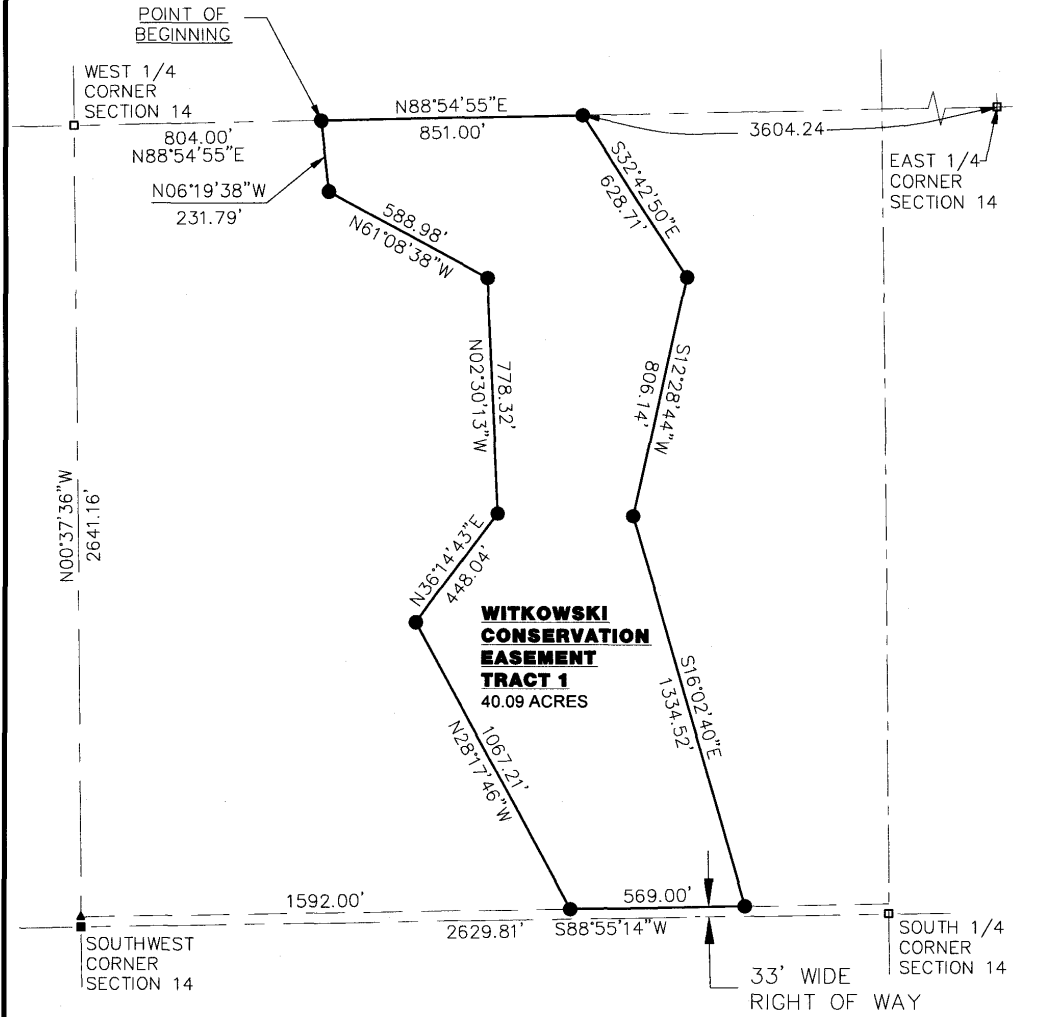 POINT OF
BEGINNING
WEST 1/4
CORNER
SECTION 14
N88°54'55"E
851.00'
804.00'
N88°54'55"E
3604.24
EAST 1/4
CORNER
SECTION 14
N06°19'38"W
231.79'
S32°42'50"E
628.71'
588.98'
N61°08'38"W
778.32'
N02°30'13"W
S12°28'44"W
806.14'
N00°37'36"W
2641.16'
N36°14'43"E
448.04'
WITKOWSKI
CONSERVATION
EASEMENT
TRACT 1
40.09 ACRES
S16°02'40"E
1334.52'
1067.21'
N28°17'46"W
1592.00'
569.00'
2629.81'
S88°55'14"W
SOUTHWEST
CORNER
SECTION 14
SOUTH 1/4
CORNER
SECTION 14
33' WIDE
RIGHT OF WAY